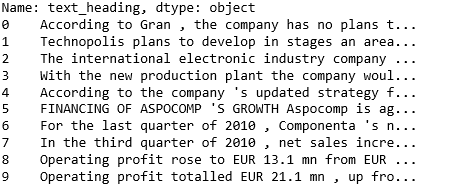 Name: text_heading, dtype: object
0 According to Gran , the company has no plans t...
1 Technopolis plans to develop in stages an area...
2 The international electronic industry company ...
3 With the new production plant the company woul...
4 According to the company 's updated strategy f...
5 FINANCING OF ASPOCOMP 'S GROWTH Aspocomp is ag...
6 For the last quarter of 2010 , Componenta 's n...
7 In the third quarter of 2010 , net sales incre...
8 Operating profit rose to EUR 13.1 mn from EUR ...
9 Operating profit totalled EUR 21.1 mn , up fro...